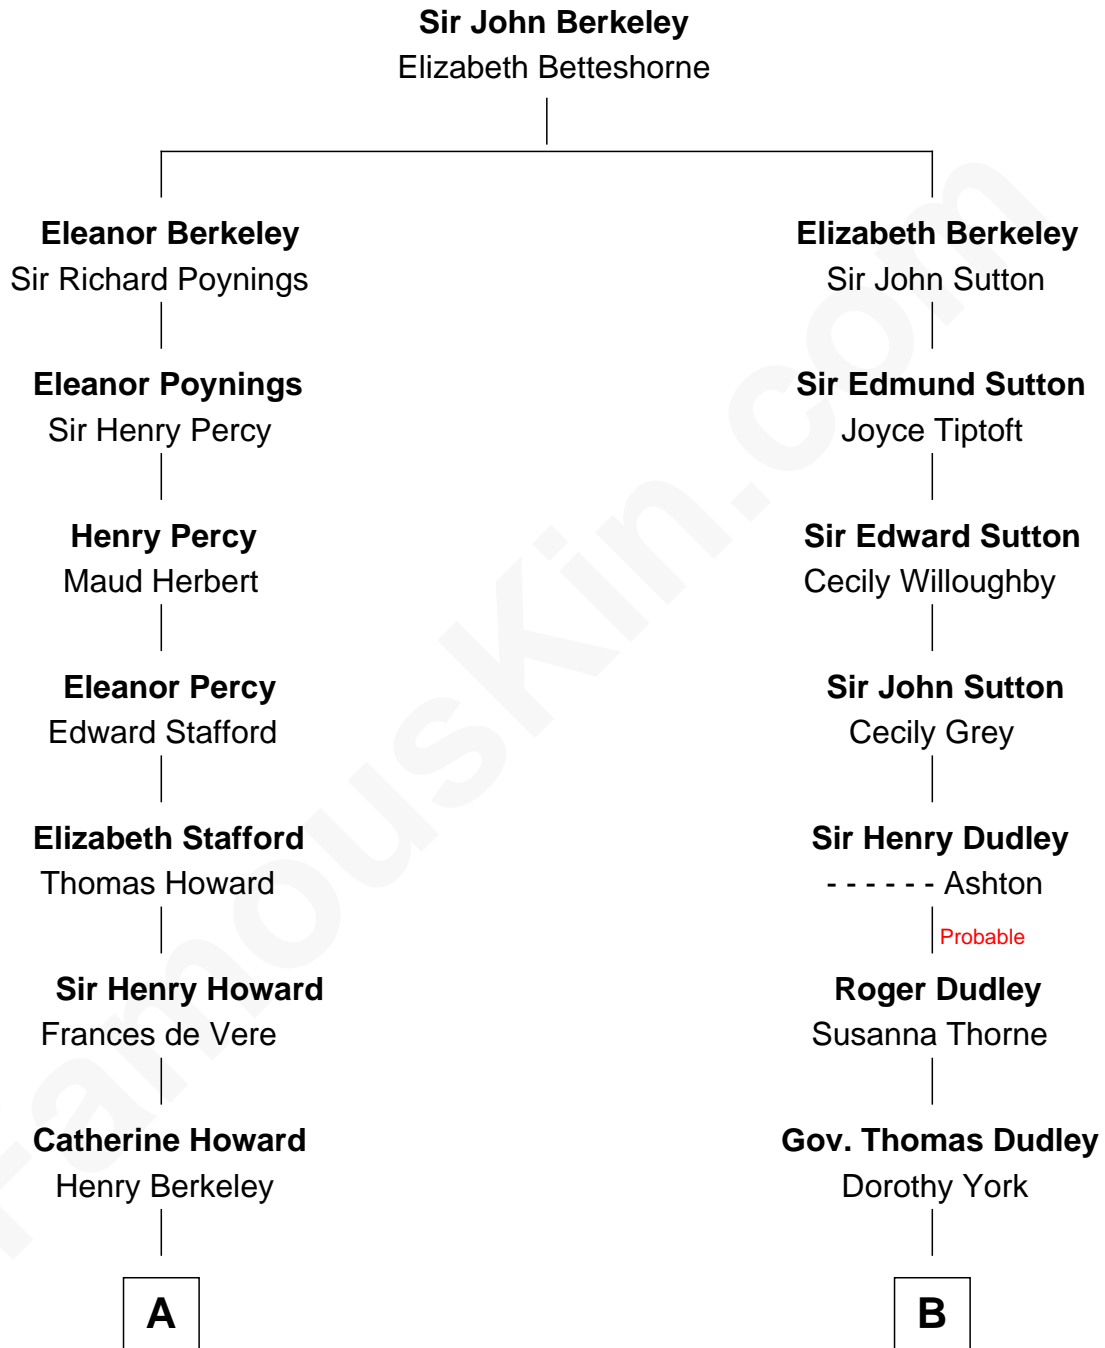 Sir John Berkeley
Elizabeth Betteshorne
Eleanor Berkeley
Sir Richard Poynings
Elizabeth Berkeley
Sir John Sutton
Eleanor Poynings
Sir Henry Percy
Sir Edmund Sutton
Joyce Tiptoft
Henry Percy
Maud Herbert
Sir Edward Sutton
Cecily Willoughby
Eleanor Percy
Edward Stafford
Sir John Sutton
Cecily Grey
Elizabeth Stafford
Thomas Howard
Sir Henry Dudley
- - - - - - Ashton
Probable
Sir Henry Howard
Frances de Vere
Roger Dudley
Susanna Thorne
Catherine Howard
Henry Berkeley
Gov. Thomas Dudley
Dorothy York
A
B
FamousKin.com